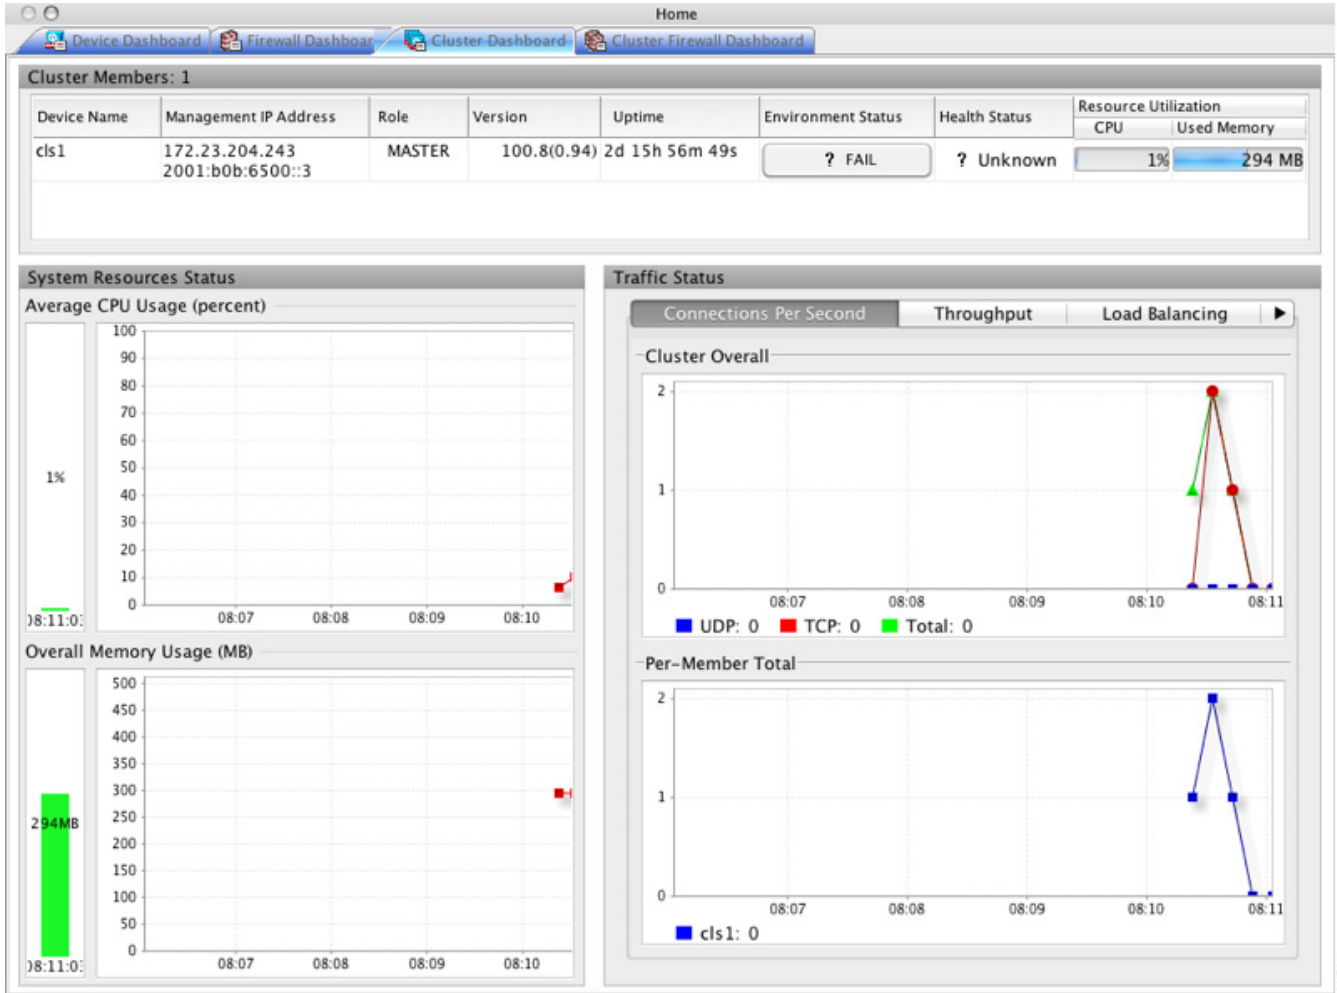 Home
Device Dashboard Firewall Dashboar Cluster Dashboard Cluster Firewall Dashboard
Cluster Members: 1
Device Name Management IP Address Role Version Uptime Environment Status Health Status Resource Utilization
CPU Used Memory
cls1 172.23.204.243 MASTER 100.8(0.94) 2d 15h 56m 49s ? FAIL ? Unknown 1% 294 MB
2001:b0b:6500::3
System Resources Status
Average CPU Usage (percent)
100
90
80
70
60
50
40
30
20
10
0
1%
08:11:0
08:07 08:08 08:09 08:10
Overall Memory Usage (MB)
500
450
400
350
300
250
200
150
100
50
0
294MB
08:11:0
08:07 08:08 08:09 08:10
Traffic Status
Connections Per Second Throughput Load Balancing
Cluster Overall
2
1
0
08:07 08:08 08:09 08:10 08:11
UDP: 0 TCP: 0 Total: 0
Per-Member Total
2
1
0
08:07 08:08 08:09 08:10 08:11
cls1: 0